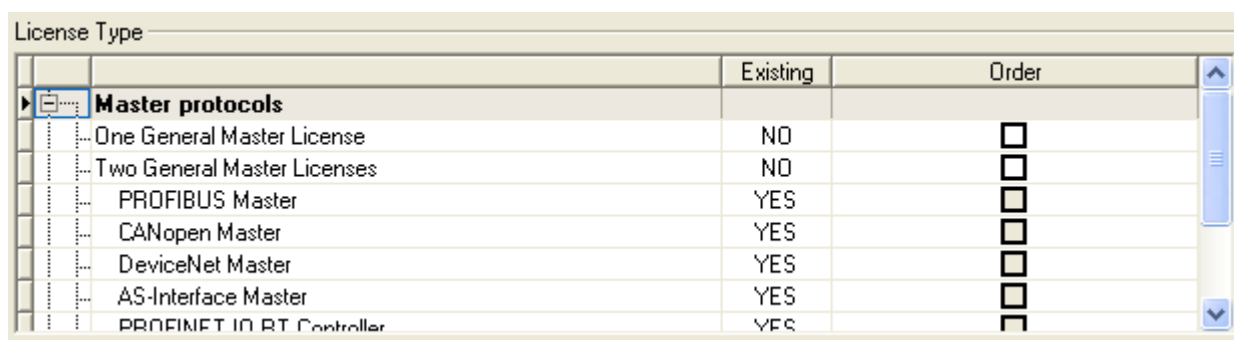 License Type
Existing Order
Master protocols
One General Master License NO
Two General Master Licenses NO
PROFIBUS Master YES
CANopen Master YES
DeviceNet Master YES
AS-Interface Master YES
PROFINET IO RT Controller YES